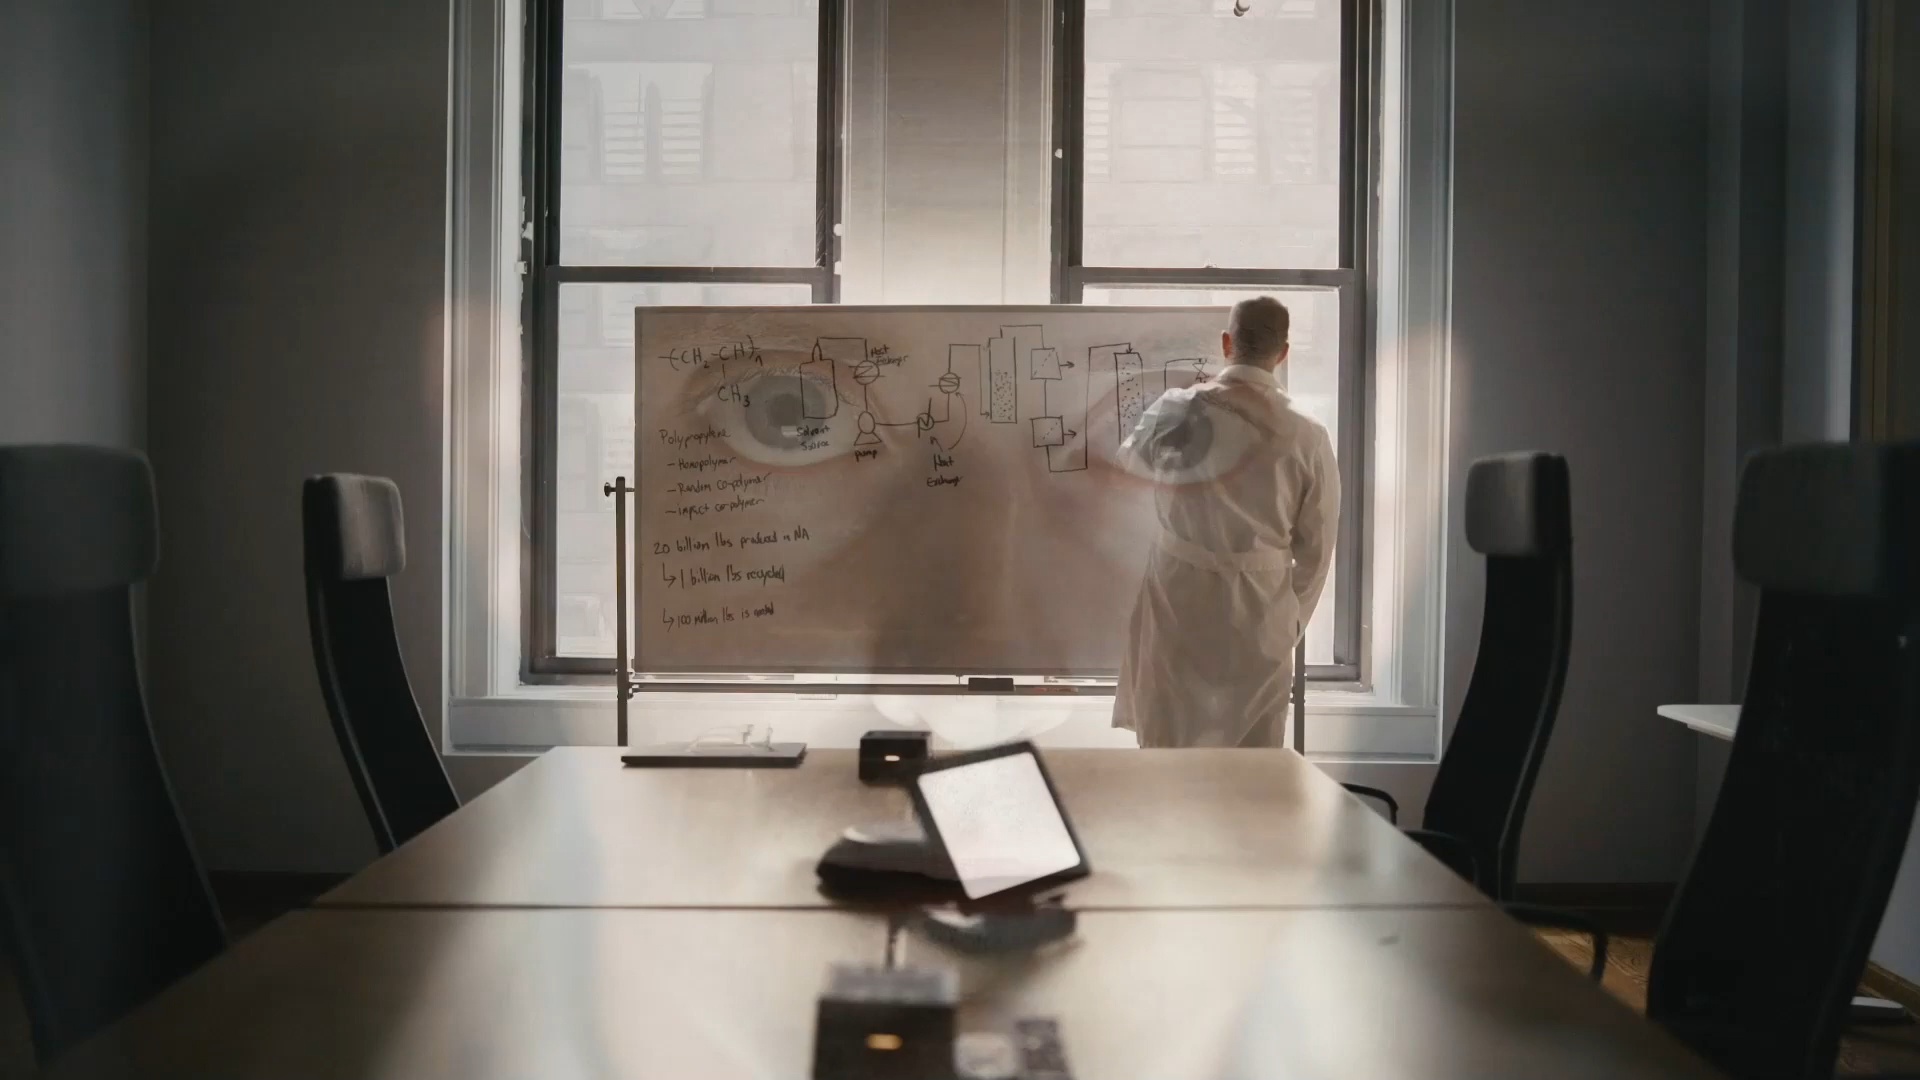 -(CH₂-CH)-n
CH₃
Polypropylene
- Homopolymer
- Random co-polymer
- impact co-polymer
20 billion lbs produced in NA
↳ 1 billion lbs recycled
↳ 100 million lbs is
Heat
Exchanger
Solvent
Source
pump
Heat
Exchanger